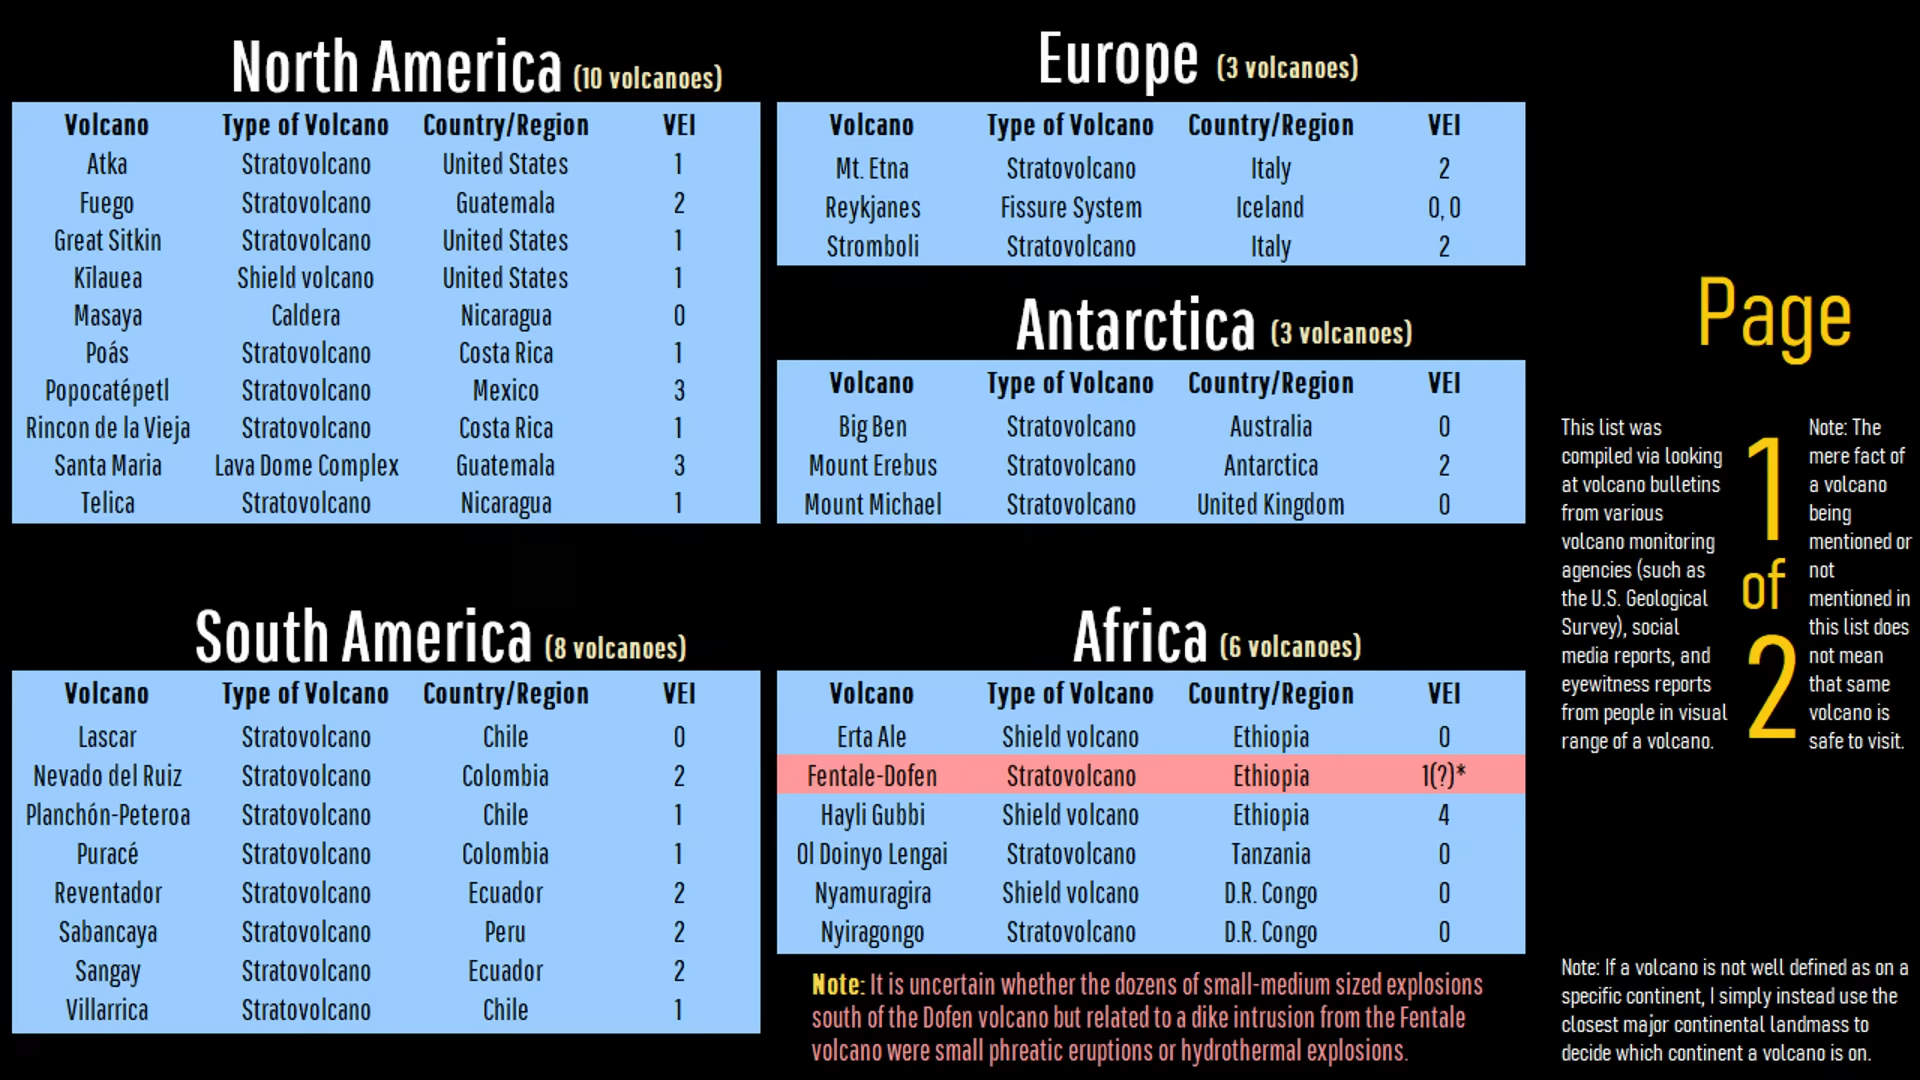 North America (10 volcanoes)
Volcano Type of Volcano Country/Region VEI
Atka Stratovolcano United States 1
Fuego Stratovolcano Guatemala 2
Great Sitkin Stratovolcano United States 1
Kīlauea Shield volcano United States 1
Masaya Caldera Nicaragua 0
Poás Stratovolcano Costa Rica 1
Popocatépetl Stratovolcano Mexico 3
Rincon de la Vieja Stratovolcano Costa Rica 1
Santa Maria Lava Dome Complex Guatemala 3
Telica Stratovolcano Nicaragua 1
South America (8 volcanoes)
Volcano Type of Volcano Country/Region VEI
Lascar Stratovolcano Chile 0
Nevado del Ruiz Stratovolcano Colombia 2
Planchón-Peteroa Stratovolcano Chile 1
Puracé Stratovolcano Colombia 1
Reventador Stratovolcano Ecuador 2
Sabancaya Stratovolcano Peru 2
Sangay Stratovolcano Ecuador 2
Villarrica Stratovolcano Chile 1
Europe (3 volcanoes)
Volcano Type of Volcano Country/Region VEI
Mt. Etna Stratovolcano Italy 2
Reykjanes Fissure System Iceland 0, 0
Stromboli Stratovolcano Italy 2
Antarctica (3 volcanoes)
Volcano Type of Volcano Country/Region VEI
Big Ben Stratovolcano Australia 0
Mount Erebus Stratovolcano Antarctica 2
Mount Michael Stratovolcano United Kingdom 0
Africa (6 volcanoes)
Volcano Type of Volcano Country/Region VEI
Erta Ale Shield volcano Ethiopia 0
Fentale-Dofen Stratovolcano Ethiopia 1(?)*
Hayli Gubbi Shield volcano Ethiopia 4
Ol Doinyo Lengai Stratovolcano Tanzania 0
Nyamuragira Shield volcano D.R. Congo 0
Nyiragongo Stratovolcano D.R. Congo 0
Note: It is uncertain whether the dozens of small-medium sized explosions
south of the Dofen volcano but related to a dike intrusion from the Fentale
volcano were small phreatic eruptions or hydrothermal explosions.
Page
1
of
2
This list was
compiled via looking
at volcano bulletins
from various
volcano monitoring
agencies (such as
the U.S. Geological
Survey), social
media reports, and
eyewitness reports
from people in visual
range of a volcano.
Note: The
mere fact of
a volcano
being
mentioned or
not
mentioned in
this list does
not mean
that same
volcano is
safe to visit.
Note: If a volcano is not well defined as on a
specific continent, I simply instead use the
closest major continental landmass to
decide which continent a volcano is on.